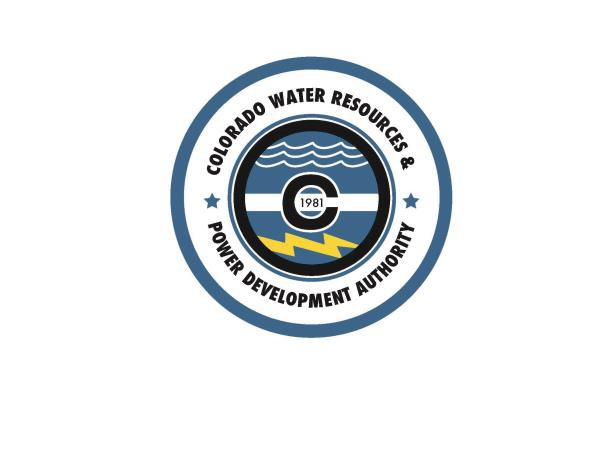 COLORADO WATER RESOURCES &
POWER DEVELOPMENT AUTHORITY
C
1981